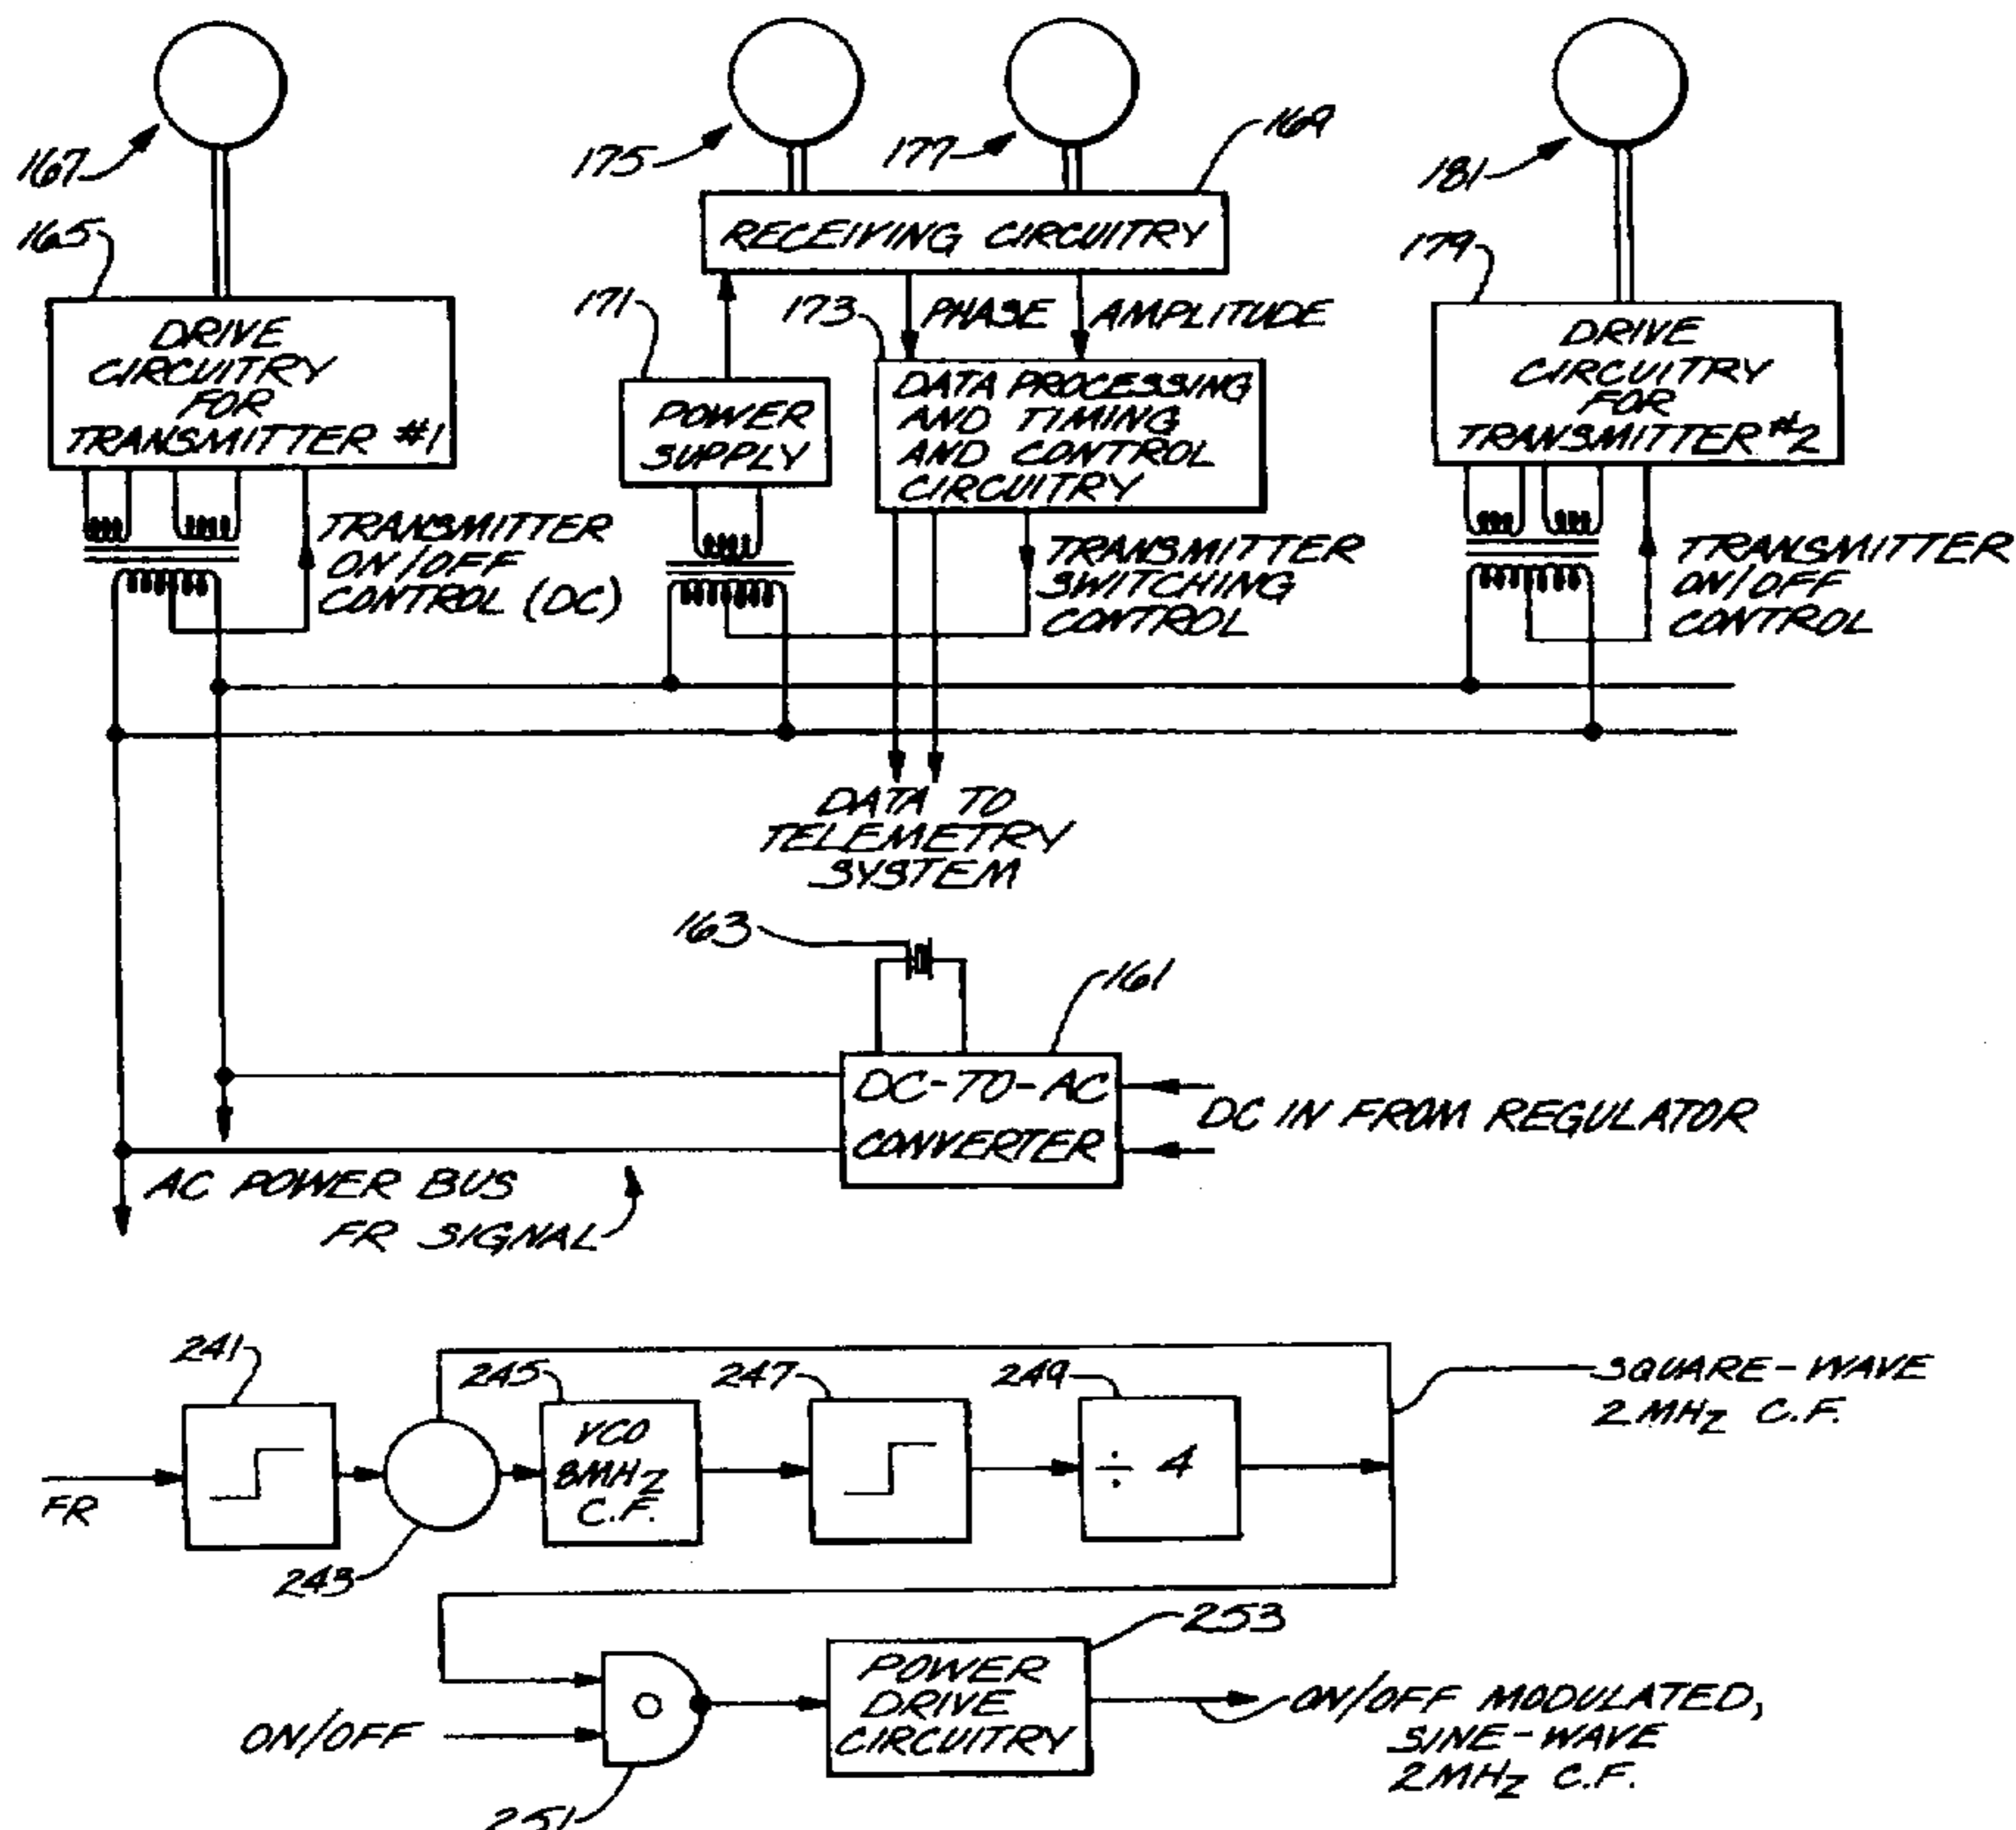 167
175
177
169
181
165
RECEIVING CIRCUITRY
179
171
173
PHASE
AMPLITUDE
DRIVE
CIRCUITRY
FOR
TRANSMITTER #1
POWER
SUPPLY
DATA PROCESSING
AND TIMING
AND CONTROL
CIRCUITRY
DRIVE
CIRCUITRY
FOR
TRANSMITTER #2
TRANSMITTER
ON/OFF
CONTROL (DC)
TRANSMITTER
SWITCHING
CONTROL
TRANSMITTER
ON/OFF
CONTROL
DATA TO
TELEMETRY
SYSTEM
163
161
DC-TO-AC
CONVERTER
DC IN FROM REGULATOR
AC POWER BUS
FR SIGNAL
241
245
247
249
SQUARE-WAVE
2MHz C.F.
VCO
8MHz
C.F.
÷ 4
FR
243
253
POWER
DRIVE
CIRCUITRY
ON/OFF
ON/OFF MODULATED,
SINE-WAVE
2MHz C.F.
251